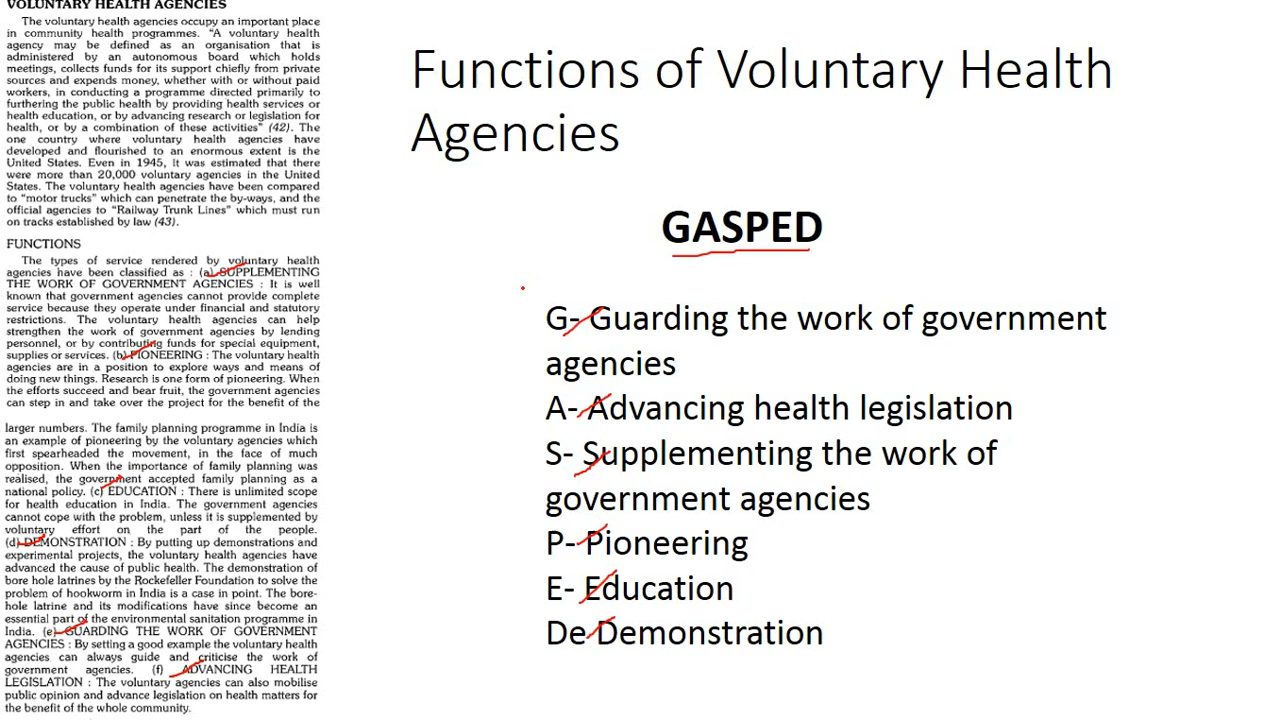 VOLUNTARY HEALTH AGENCIES
The voluntary health agencies occupy an important place
in community health programmes. "A voluntary health
agency may be defined as an organisation that is
administered by an autonomous board which holds
meetings, collects funds for its support chiefly from private
sources and expends money, whether with or without paid
workers, in conducting a programme directed primarily to
furthering the public health by providing health services or
health education, or by advancing research or legislation for
health, or by a combination of these activities" (42). The
one country where voluntary health agencies have
developed and flourished to an enormous extent is the
United States. Even in 1945, it was estimated that there
were more than 20,000 voluntary agencies in the United
States. The voluntary health agencies have been compared
to "motor trucks" which can penetrate the by-ways, and the
official agencies to "Railway Trunk Lines" which must run
on tracks established by law (43).
FUNCTIONS
The types of service rendered by voluntary health
agencies have been classified as : (a) SUPPLEMENTING
THE WORK OF GOVERNMENT AGENCIES : It is well
known that government agencies cannot provide complete
service because they operate under financial and statutory
restrictions. The voluntary health agencies can help
strengthen the work of government agencies by lending
personnel, or by contributing funds for special equipment,
supplies or services. (b) PIONEERING : The voluntary health
agencies are in a position to explore ways and means of
doing new things. Research is one form of pioneering. When
the efforts succeed and bear fruit, the government agencies
can step in and take over the project for the benefit of the
larger numbers. The family planning programme in India is
an example of pioneering by the voluntary agencies which
first spearheaded the movement, in the face of much
opposition. When the importance of family planning was
realised, the government accepted family planning as a
national policy. (c) EDUCATION : There is unlimited scope
for health education in India. The government agencies
cannot cope with the problem, unless it is supplemented by
voluntary effort on the part of the people.
(d) DEMONSTRATION : By putting up demonstrations and
experimental projects, the voluntary health agencies have
advanced the cause of public health. The demonstration of
bore hole latrines by the Rockefeller Foundation to solve the
problem of hookworm in India is a case in point. The bore-
hole latrine and its modifications have since become an
essential part of the environmental sanitation programme in
India. (e) GUARDING THE WORK OF GOVERNMENT
AGENCIES : By setting a good example the voluntary health
agencies can always guide and criticise the work of
government agencies. (f) ADVANCING HEALTH
LEGISLATION : The voluntary agencies can also mobilise
public opinion and advance legislation on health matters for
the benefit of the whole community.
Functions of Voluntary Health
Agencies
GASPED
G- Guarding the work of government
agencies
A- Advancing health legislation
S- Supplementing the work of
government agencies
P- Pioneering
E- Education
De Demonstration